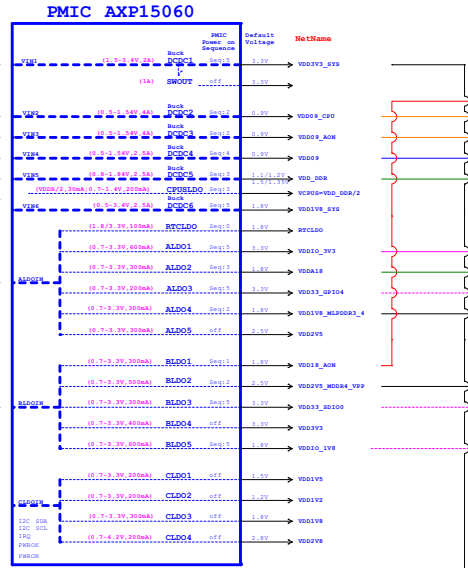 PMIC AXP15060
PMIC Power on Sequence Default Voltage NetName
VIN1 (1.5-3.4V,2A) Buck DCDC1 Seq:5 3.3V VDD3V3_SYS
(1A) SWOUT off 3.3V
VIN2 (0.5-1.54V,4A) Buck DCDC2 Seq:2 0.9V VDD09_CPU
VIN3 (0.5-1.54V,4A) Buck DCDC3 Seq:2 0.9V VDD09_AON
VIN4 (0.5-1.54V,2.5A) Buck DCDC4 Seq:4 0.9V VDD09
VIN5 (0.8-1.84V,2.5A) Buck DCDC5 Seq:3 1.1/1.2V 1.5/1.35V VDD_DDR
(VDDR/2,30mA;0.7-1.4V,200mA) CPUSLDO Seq:3 VCPUS=VDD_DDR/2
VIN6 (0.5-3.4V,2.5A) Buck DCDC6 Seq:5 1.8V VDD1V8_SYS
(1.8/3.3V,100mA) RTCLDO Seq:0 1.8V RTCLDO
(0.7-3.3V,400mA) ALDO1 Seq:5 3.3V VDDIO_3V3
(0.7-3.3V,300mA) ALDO2 Seq:3 1.8V VDDA18
ALDOIN (0.7-3.3V,200mA) ALDO3 Seq:5 3.3V VDD33_GPIO4
(0.7-3.3V,300mA) ALDO4 Seq:2 1.8V VDD1V8_MLPDDR3_4
(0.7-3.3V,300mA) ALDO5 off 2.5V VDD2V5
(0.7-3.3V,300mA) BLDO1 Seq:1 1.8V VDD18_AON
(0.7-3.3V,500mA) BLDO2 Seq:2 2.5V VDD2V5_MDDR4_VPP
BLDOIN (0.7-3.3V,300mA) BLDO3 Seq:5 3.3V VDD33_SDIO0
(0.7-3.3V,400mA) BLDO4 off 3.3V VDD3V3
(0.7-3.3V,600mA) BLDO5 Seq:5 1.8V VDDIO_1V8
(0.7-3.3V,200mA) CLDO1 off 1.5V VDD1V5
CLDOIN (0.7-3.3V,200mA) CLDO2 off 1.2V VDD1V2
(0.7-3.3V,300mA) CLDO3 off 1.8V VDD1V8
(0.7-4.2V,200mA) CLDO4 off 2.8V VDD2V8
I2C SDA
I2C SCL
IRQ
PWROK
PWRON